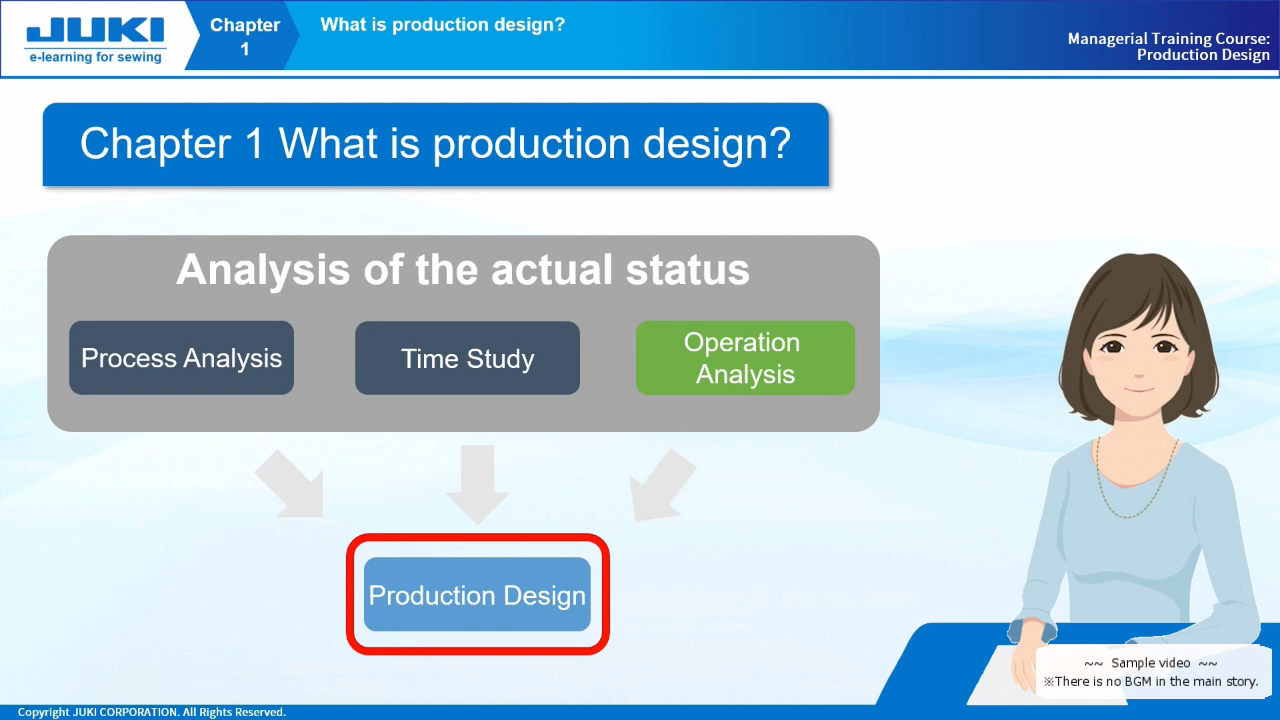 JUKI
e-learning for sewing
Chapter
1
What is production design?
Managerial Training Course:
Production Design
Chapter 1 What is production design?
Analysis of the actual status
Process Analysis
Time Study
Operation
Analysis
Production Design
~~ Sample video ~~
※There is no BGM in the main story.
Copyright JUKI CORPORATION. All Rights Reserved.